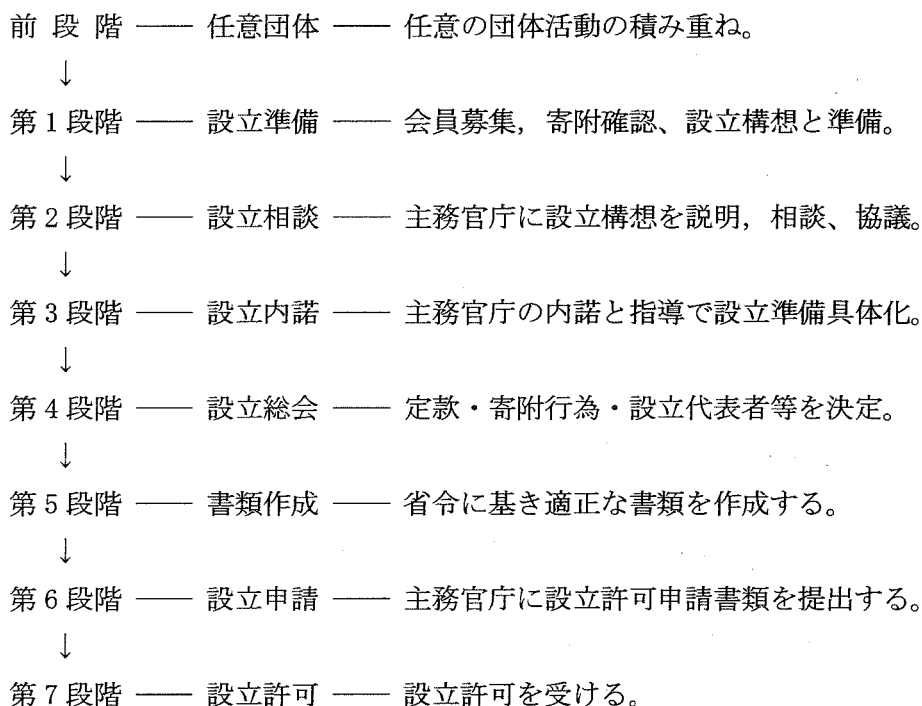 前 段 階 ―― 任意団体 ―― 任意の団体活動の積み重ね。
↓
第1段階 ―― 設立準備 ―― 会員募集，寄附確認、設立構想と準備。
↓
第2段階 ―― 設立相談 ―― 主務官庁に設立構想を説明，相談、協議。
↓
第3段階 ―― 設立内諾 ―― 主務官庁の内諾と指導で設立準備具体化。
↓
第4段階 ―― 設立総会 ―― 定款・寄附行為・設立代表者等を決定。
↓
第5段階 ―― 書類作成 ―― 省令に基き適正な書類を作成する。
↓
第6段階 ―― 設立申請 ―― 主務官庁に設立許可申請書類を提出する。
↓
第7段階 ―― 設立許可 ―― 設立許可を受ける。